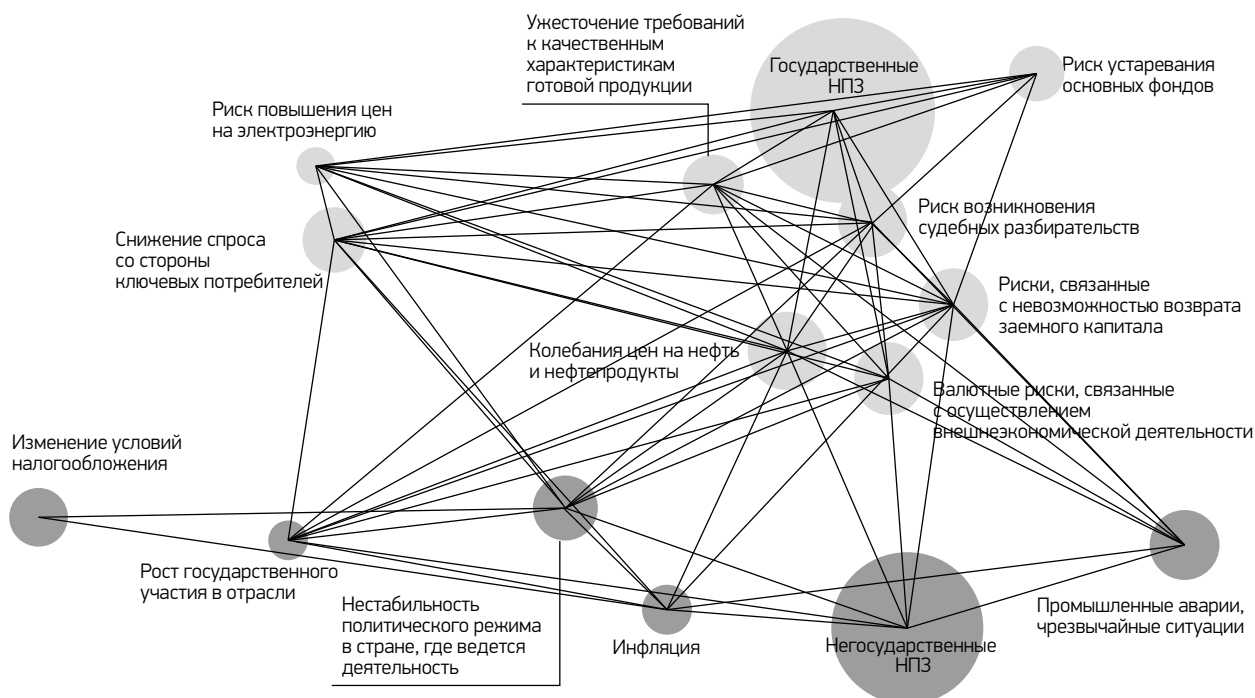 Ужесточение требований
к качественным
характеристикам
готовой продукции
Государственные
НПЗ
Риск устаревания
основных фондов
Риск повышения цен
на электроэнергию
Снижение спроса
со стороны
ключевых потребителей
Риск возникновения
судебных разбирательств
Риски, связанные
с невозможностью возврата
заемного капитала
Колебания цен на нефть
и нефтепродукты
Валютные риски, связанные
с осуществлением
внешнеэкономической деятельности
Изменение условий
налогообложения
Рост государственного
участия в отрасли
Нестабильность
политического режима
в стране, где ведется
деятельность
Инфляция
Негосударственные
НПЗ
Промышленные аварии,
чрезвычайные ситуации